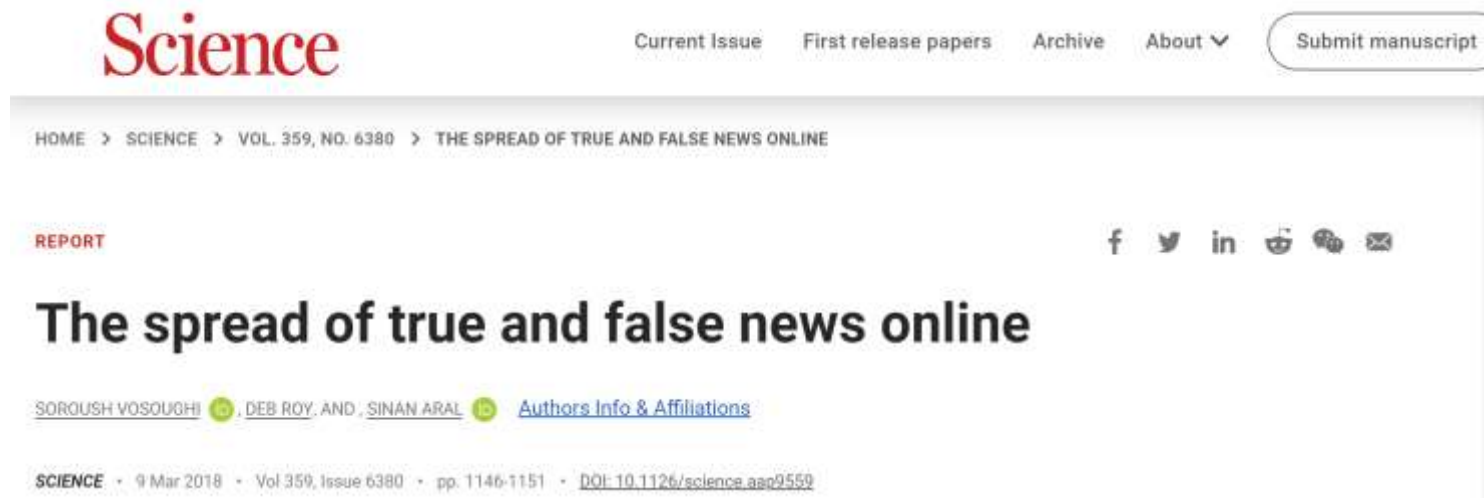 Science
Current Issue First release papers Archive About Submit manuscript
HOME > SCIENCE > VOL. 359, NO. 6380 > THE SPREAD OF TRUE AND FALSE NEWS ONLINE
REPORT
The spread of true and false news online
SOROUSH VOSOUGHI iD, DEB ROY, AND, SINAN ARAL iD Authors Info & Affiliations
SCIENCE • 9 Mar 2018 • Vol 359, Issue 6380 • pp. 1146-1151 • DOI: 10.1126/science.aap9559